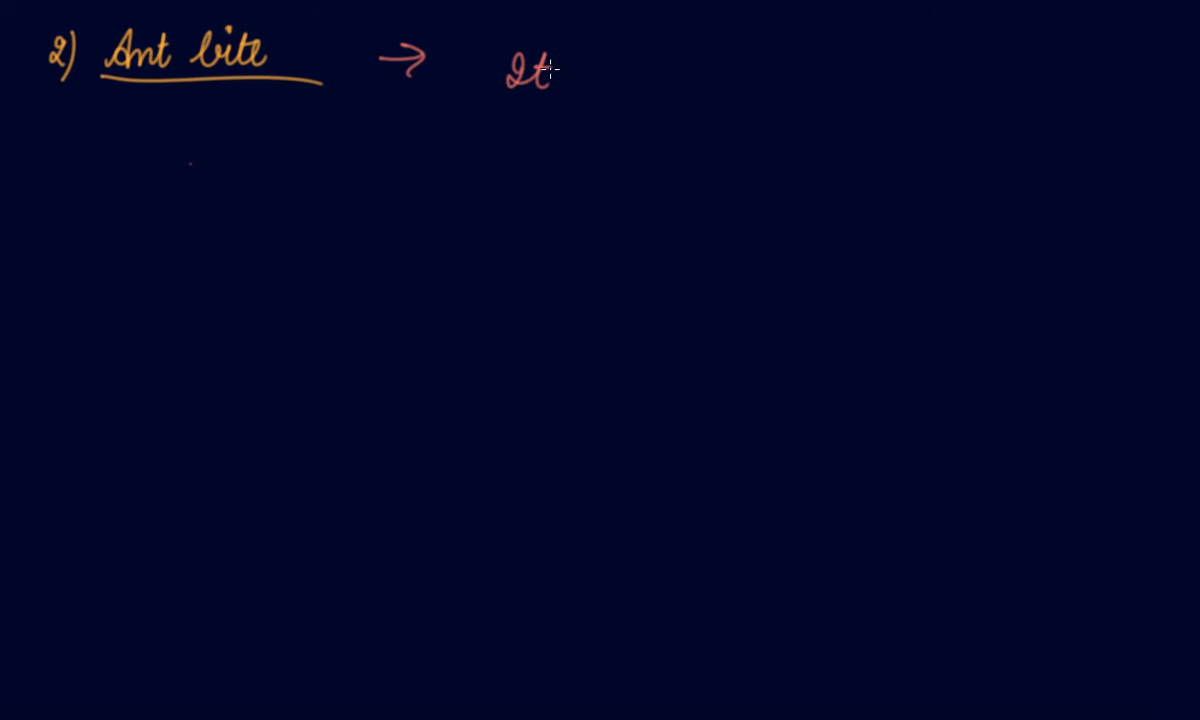 2) Ant bite → It